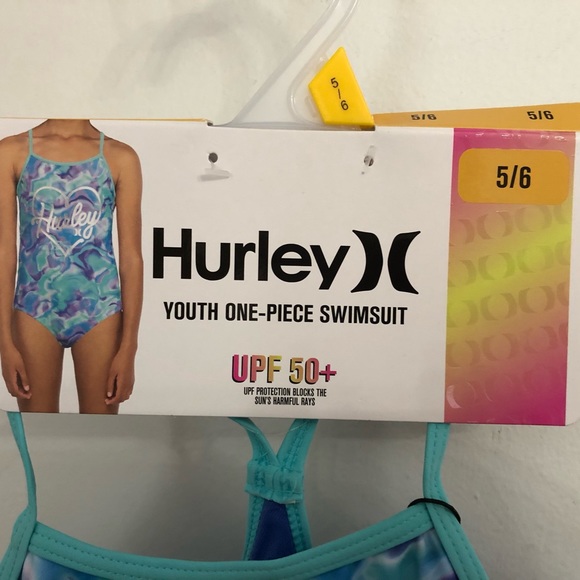 5/6
5/6
5/6
5/6
Hurley
Hurley
YOUTH ONE-PIECE SWIMSUIT
UPF 50+
UPF PROTECTION BLOCKS THE
SUN'S HARMFUL RAYS